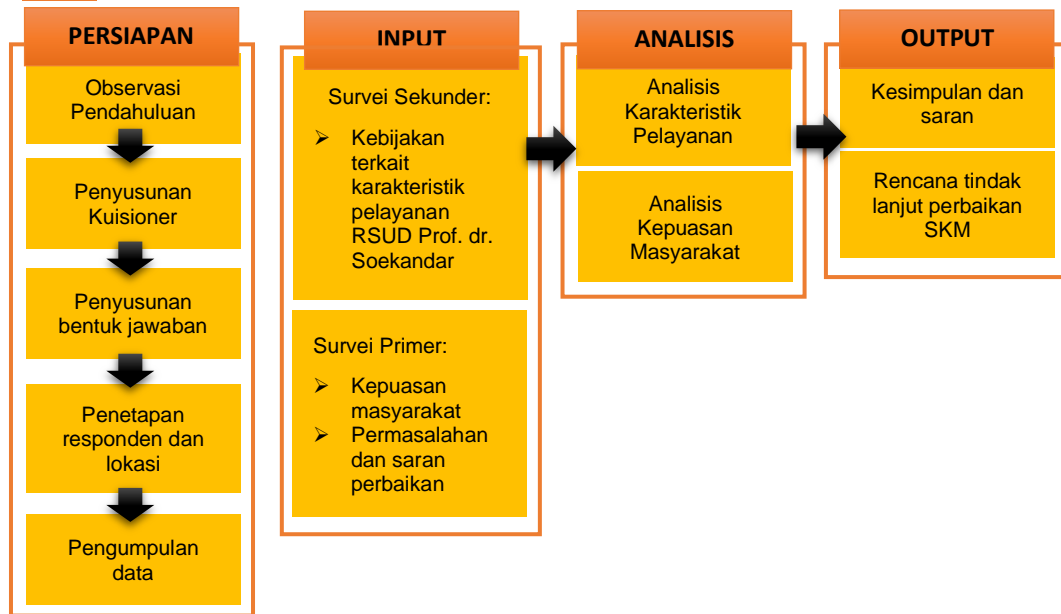 PERSIAPAN
Observasi
Pendahuluan
Penyusunan
Kuisioner
Penyusunan
bentuk jawaban
Penetapan
responden dan
lokasi
Pengumpulan
data
INPUT
Survei Sekunder:
➢ Kebijakan
terkait
karakteristik
pelayanan
RSUD Prof. dr.
Soekandar
Survei Primer:
➢ Kepuasan
masyarakat
➢ Permasalahan
dan saran
perbaikan
ANALISIS
Analisis
Karakteristik
Pelayanan
Analisis
Kepuasan
Masyarakat
OUTPUT
Kesimpulan dan
saran
Rencana tindak
lanjut perbaikan
SKM